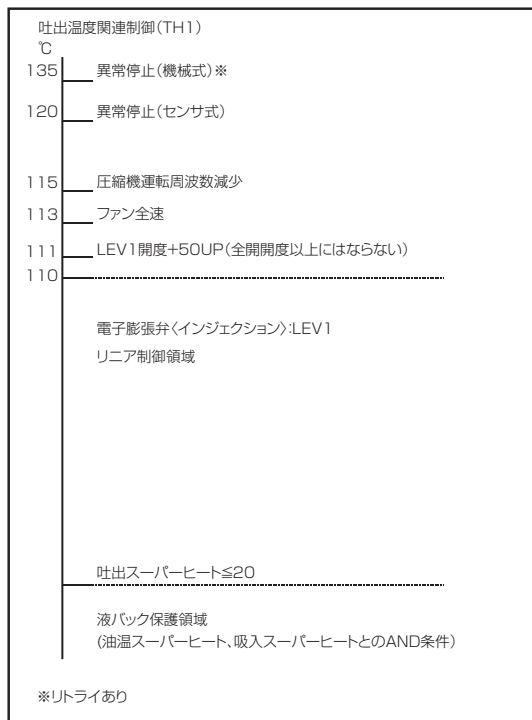 吐出温度関連制御(TH1)
℃
135 異常停止(機械式)※
120 異常停止(センサ式)
115 圧縮機運転周波数減少
113 ファン全速
111 LEV1開度+50UP(全開開度以上にはならない)
110
電子膨張弁〈インジェクション〉:LEV1
リニア制御領域
吐出スーパーヒート≦20
液バック保護領域
(油温スーパーヒート、吸入スーパーヒートとのAND条件)
※リトライあり